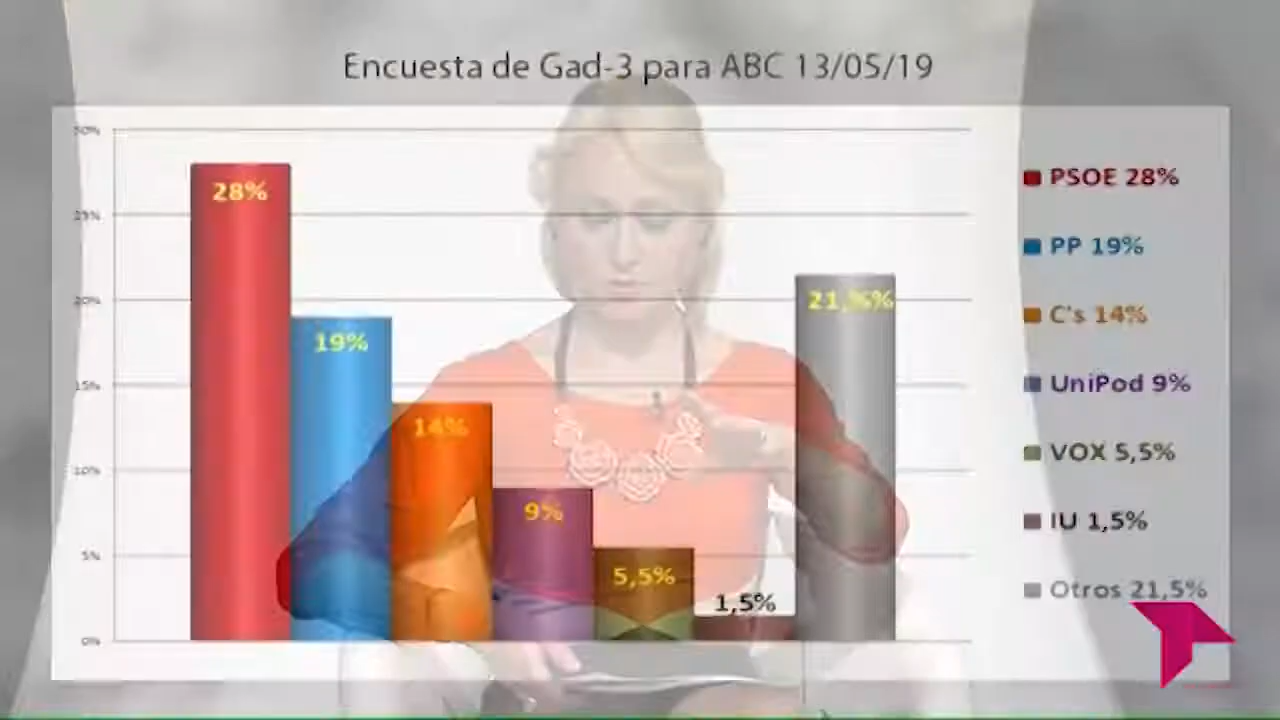 Encuesta de Gad-3 para ABC 13/05/19
30%
25%
20%
15%
10%
5%
0%
28%
19%
14%
9%
5,5%
1,5%
21,5%
PSOE 28%
PP 19%
C's 14%
UniPod 9%
VOX 5,5%
IU 1,5%
Otros 21,5%